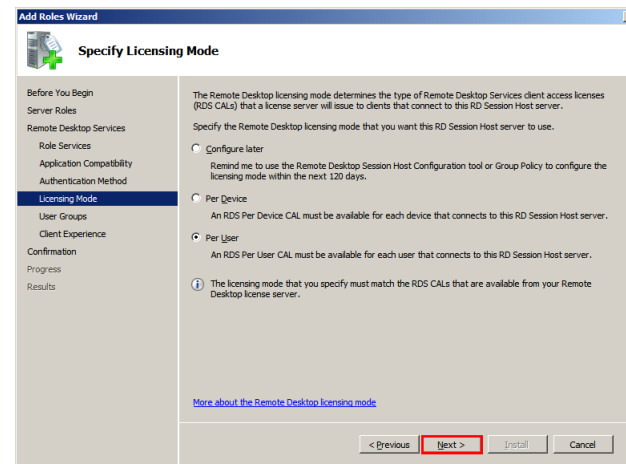 Add Roles Wizard
Specify Licensing Mode
Before You Begin
Server Roles
Remote Desktop Services
Role Services
Application Compatibility
Authentication Method
Licensing Mode
User Groups
Client Experience
Confirmation
Progress
Results
The Remote Desktop licensing mode determines the type of Remote Desktop Services client access licenses
(RDS CALs) that a license server will issue to clients that connect to this RD Session Host server.
Specify the Remote Desktop licensing mode that you want this RD Session Host server to use.
Configure later
Remind me to use the Remote Desktop Session Host Configuration tool or Group Policy to configure the
licensing mode within the next 120 days.
Per Device
An RDS Per Device CAL must be available for each device that connects to this RD Session Host server.
Per User
An RDS Per User CAL must be available for each user that connects to this RD Session Host server.
The licensing mode that you specify must match the RDS CALs that are available from your Remote
Desktop license server.
More about the Remote Desktop licensing mode
< Previous
Next >
Install
Cancel